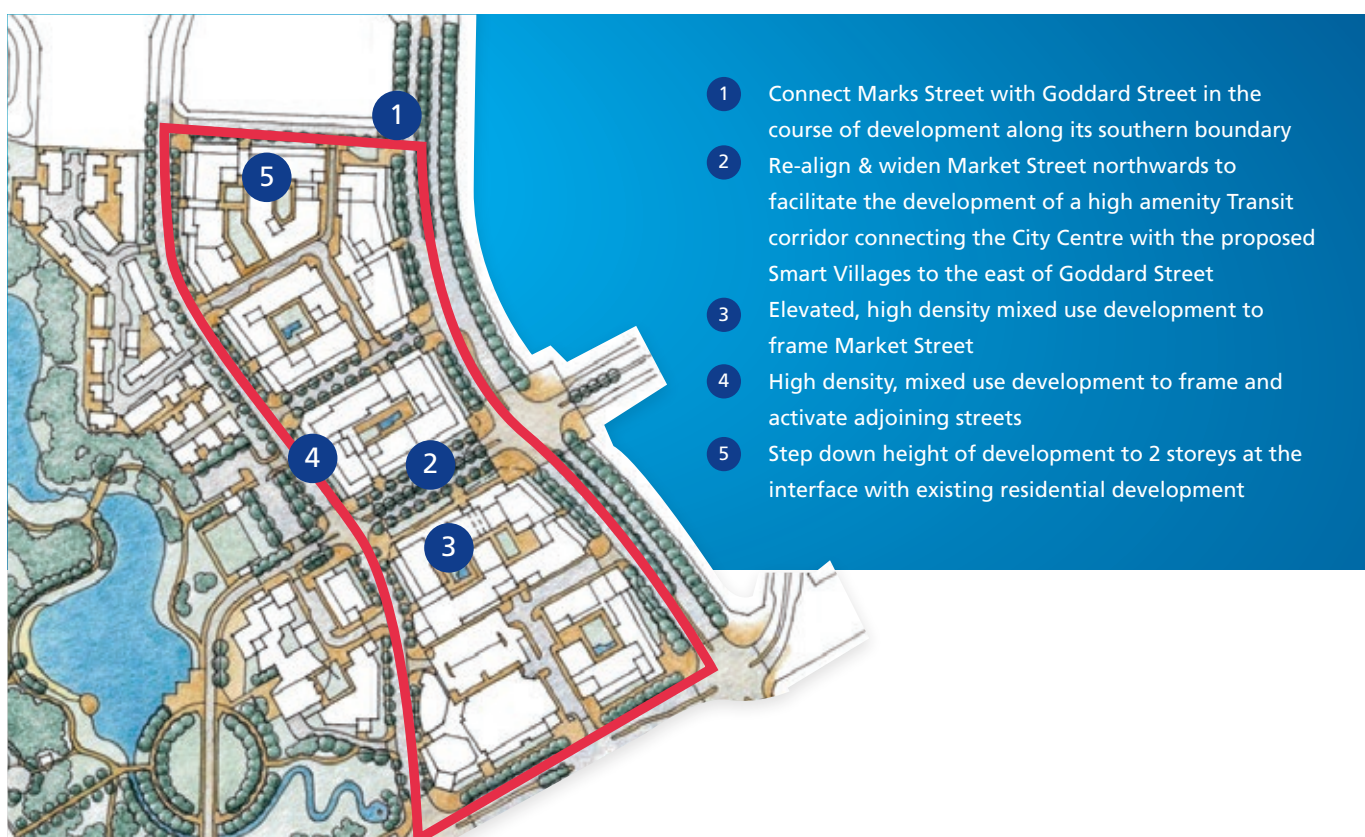 1
5
4
2
3
1 Connect Marks Street with Goddard Street in the
course of development along its southern boundary
2 Re-align & widen Market Street northwards to
facilitate the development of a high amenity Transit
corridor connecting the City Centre with the proposed
Smart Villages to the east of Goddard Street
3 Elevated, high density mixed use development to
frame Market Street
4 High density, mixed use development to frame and
activate adjoining streets
5 Step down height of development to 2 storeys at the
interface with existing residential development